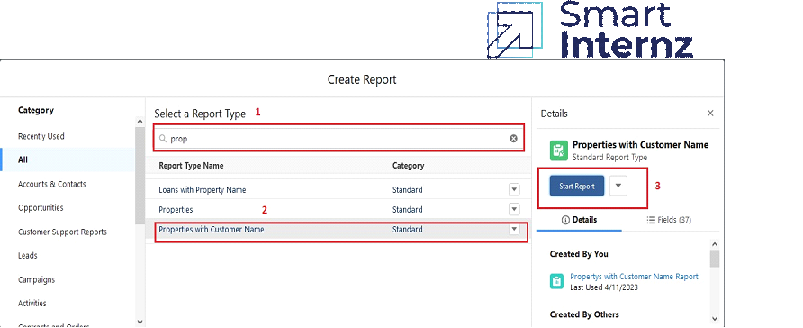 Smart
Internz
Create Report
Category
Recently Used
All
Accounts & Contacts
Opportunities
Customer Support Reports
Leads
Campaigns
Activities
Contracts and Orders
Select a Report Type 1
prop
Report Type Name Category
Loans with Property Name Standard
Properties Standard
2
Properties with Customer Name Standard
Details
Properties with Customer Name
Standard Report Type
Start Report
3
Details Fields (37)
Created By You
Propertys with Customer Name Report
Last Used 4/11/2023
Created By Others